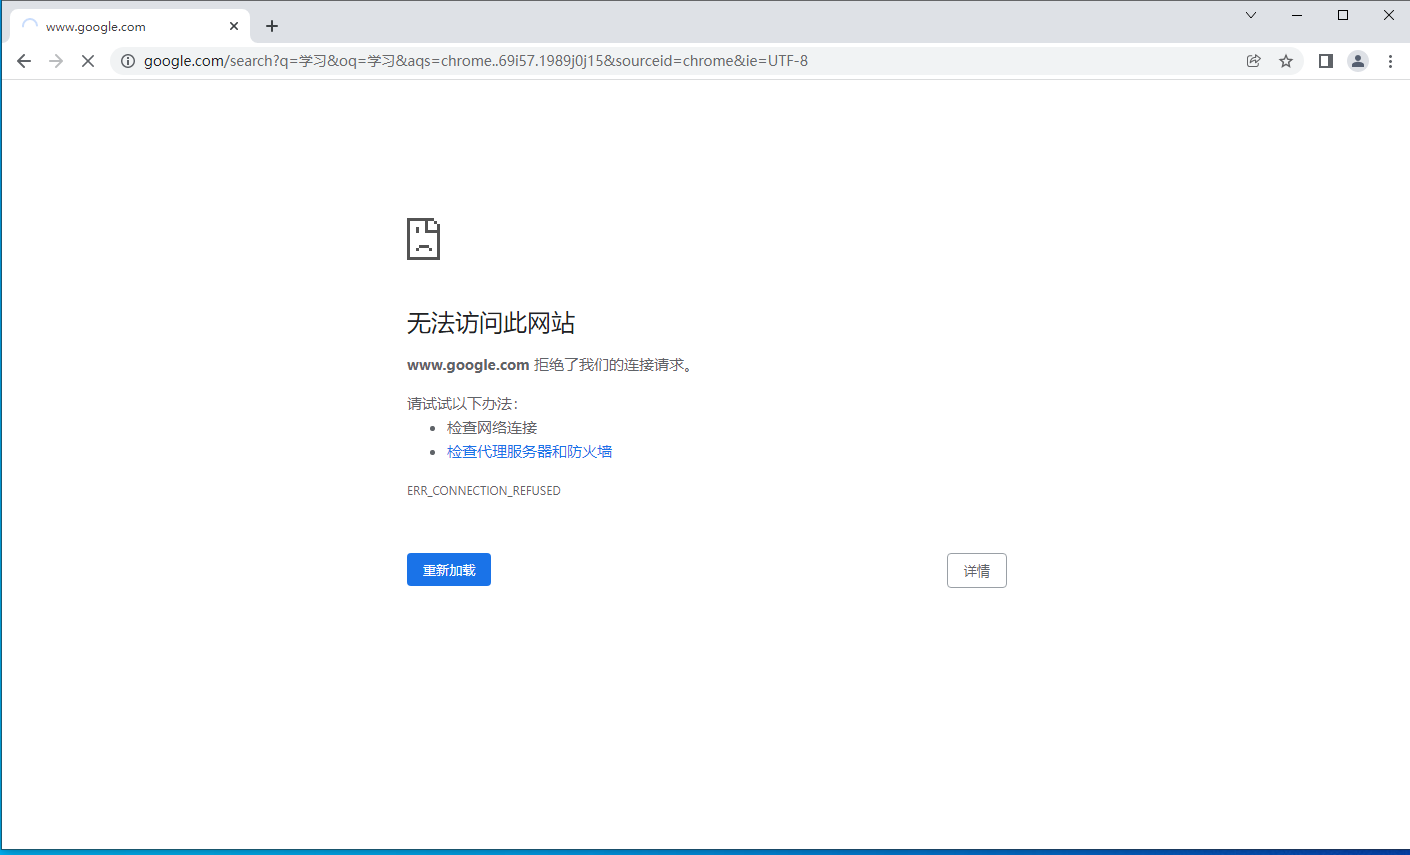 www.google.com
google.com/search?q=学习&oq=学习&aqs=chrome..69i57.1989j0j15&sourceid=chrome&ie=UTF-8
无法访问此网站
www.google.com 拒绝了我们的连接请求。
请试试以下办法：
检查网络连接
检查代理服务器和防火墙
ERR_CONNECTION_REFUSED
重新加载
详情